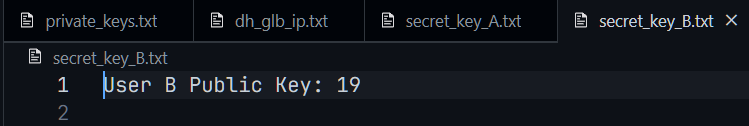 private_keys.txt dh_glb_ip.txt secret_key_A.txt secret_key_B.txt
secret_key_B.txt
1 User B Public Key: 19
2